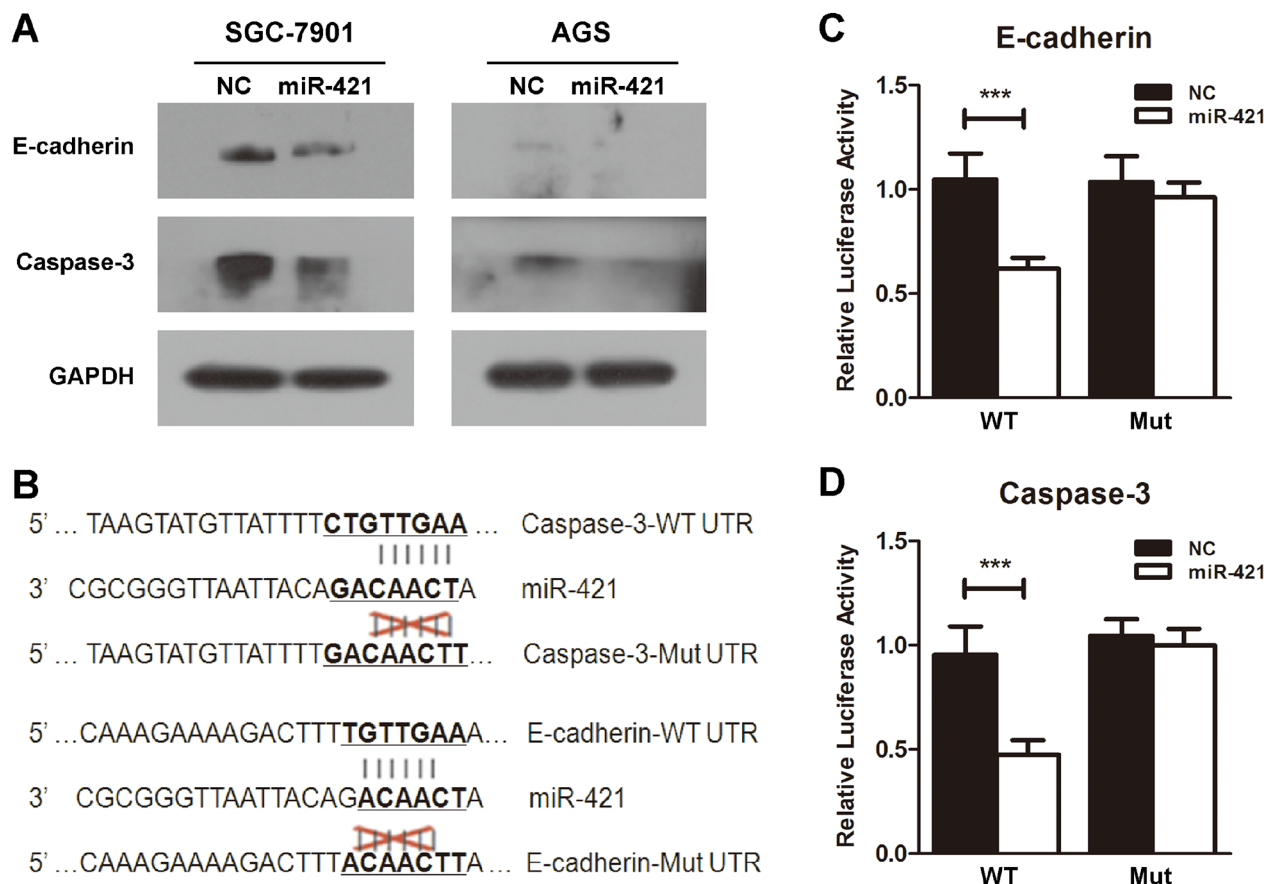 A
SGC-7901 AGS
NC miR-421 NC miR-421
E-cadherin
Caspase-3
GAPDH
B
5’ ... TAAGTATGTTATTTTCTGTTGAA ... Caspase-3-WT UTR
3’ CGCGGGTTAATTACAGACAACTA miR-421
5’ ... TAAGTATGTTATTTTGACAACTT... Caspase-3-Mut UTR
5’ ...CAAAGAAAAGACTTTTGTTGAAA... E-cadherin-WT UTR
3’ CGCGGGTTAATTACAGACAACTA miR-421
5’ ...CAAAGAAAAGACTTTACAACTTA... E-cadherin-Mut UTR
C
E-cadherin
Relative Luciferase Activity
1.5
1.0
0.5
0.0
***
NC
miR-421
WT Mut
D
Caspase-3
Relative Luciferase Activity
1.5
1.0
0.5
0.0
***
NC
miR-421
WT Mut